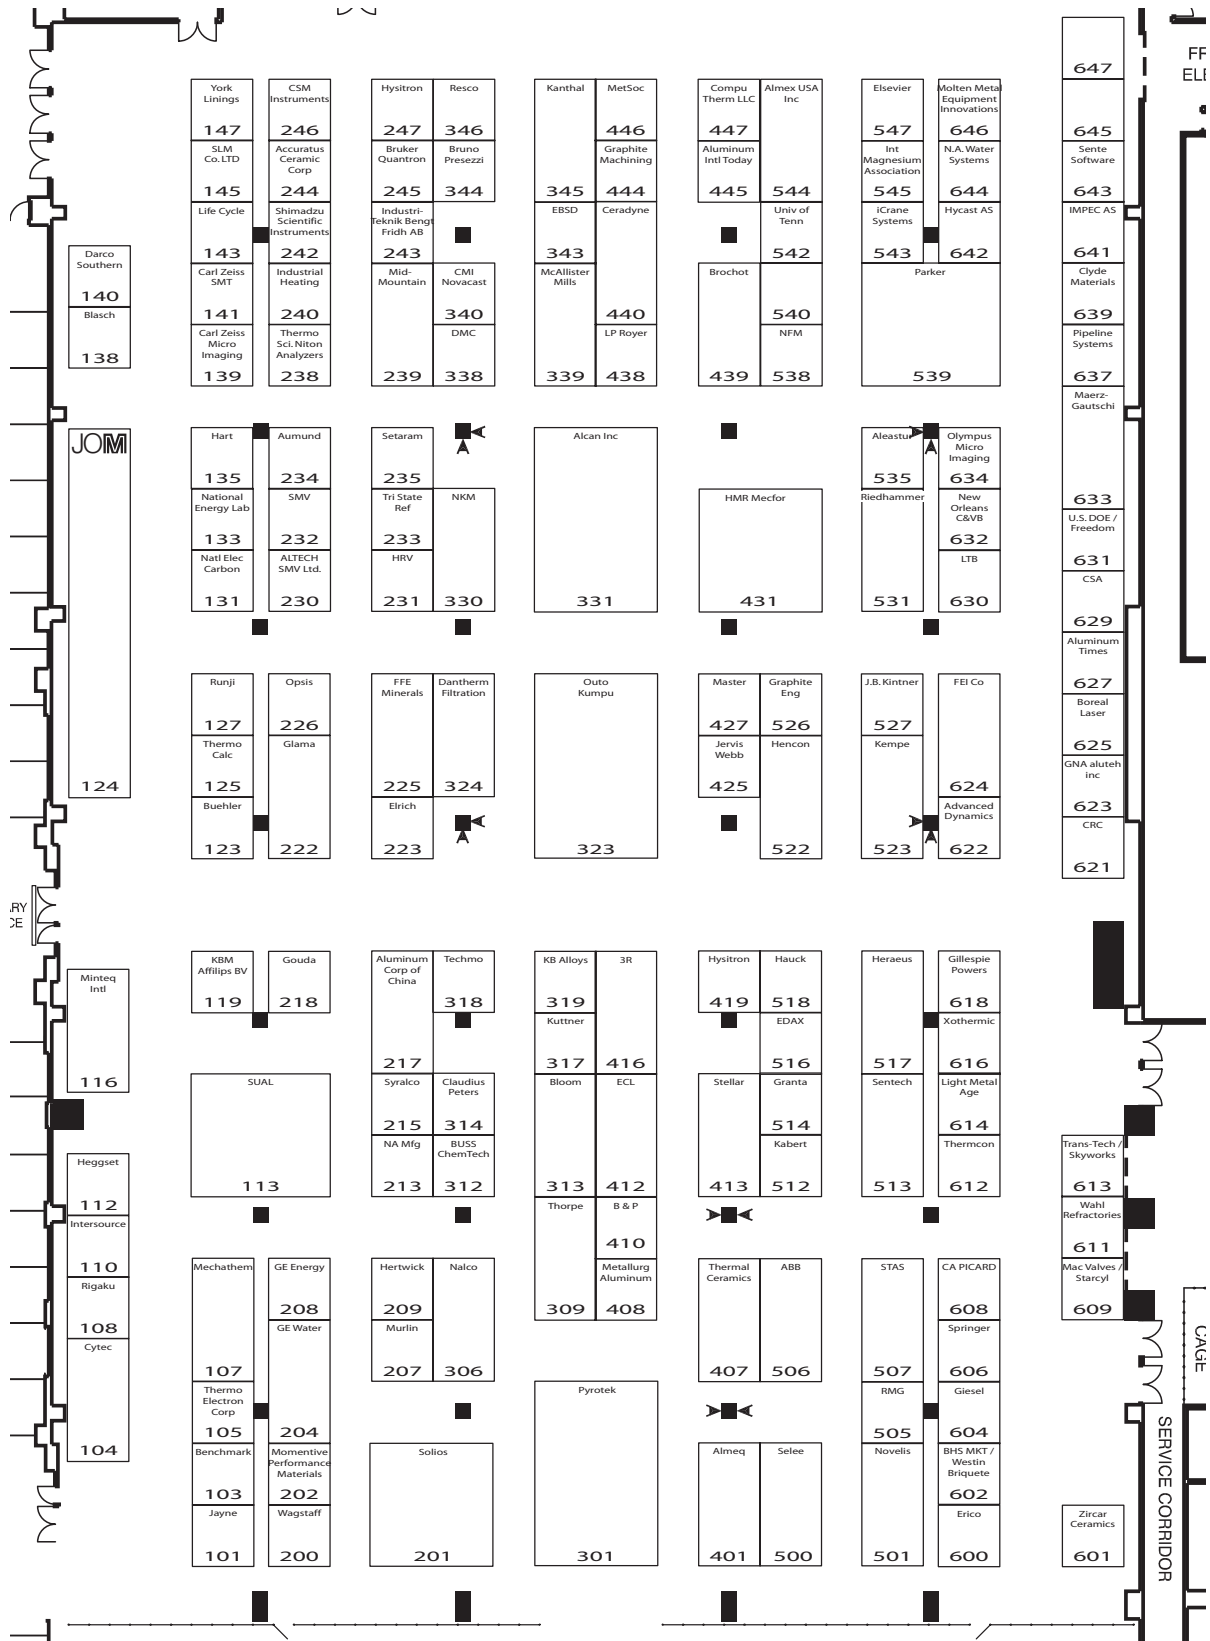 FF
ELE
647
645
Sente
Software
643
IMPEC AS
641
Clyde
Materials
639
Pipeline
Systems
637
Maerz-
Gautschi
633
U.S. DOE /
Freedom
631
CSA
629
Aluminum
Times
627
Boreal
Laser
625
GNA aluteh
inc
623
CRC
621
York
Linings
147
CSM
Instruments
246
Hysitron
247
Resco
346
Kanthal
345
MetSoc
446
Compu
Therm LLC
447
Almex USA
Inc
544
Elsevier
547
Molten Metal
Equipment
Innovations
646
SLM
Co. LTD
145
Accuratus
Ceramic
Corp
244
Bruker
Quantron
245
Bruno
Presezzi
344
Graphite
Machining
444
Aluminum
Intl Today
445
Int
Magnesium
Association
545
N.A. Water
Systems
644
Life Cycle
143
Shimadzu
Scientific
Instruments
242
Industri-
Teknik Bengt
Fridh AB
243
EBSD
343
Ceradyne
440
Univ of
Tenn
542
iCrane
Systems
543
Hycast AS
642
Darco
Southern
140
Blasch
138
Carl Zeiss
SMT
141
Industrial
Heating
240
Mid-
Mountain
239
CMI
Novacast
340
McAllister
Mills
339
Brochot
439
540
Parker
539
Carl Zeiss
Micro
Imaging
139
Thermo
Sci. Niton
Analyzers
238
DMC
338
LP Royer
438
NFM
538
JOM
124
Hart
135
Aumund
234
Setaram
235
Alcan Inc
331
Aleastur
535
Olympus
Micro
Imaging
634
National
Energy Lab
133
SMV
232
Tri State
Ref
233
NKM
330
HMR Mecfor
431
Riedhammer
531
New
Orleans
C&VB
632
Natl Elec
Carbon
131
ALTECH
SMV Ltd.
230
HRV
231
LTB
630
Runji
127
Opsis
226
FFE
Minerals
225
Dantherm
Filtration
324
Outo
Kumpu
323
Master
427
Graphite
Eng
526
J.B. Kintner
527
FEI Co
624
Thermo
Calc
125
Glama
222
Jervis
Webb
425
Hencon
522
Kempe
523
Buehler
123
Elrich
223
Advanced
Dynamics
622
ARY
CE
Minteq
Intl
116
KBM
Affilips BV
119
Gouda
218
Aluminum
Corp of
China
217
Techmo
318
KB Alloys
319
3R
416
Hysitron
419
Hauck
518
Heraeus
517
Gillespie
Powers
618
Kuttner
317
EDAX
516
Xothermic
616
SUAL
113
Syralco
215
Claudius
Peters
314
Bloom
313
ECL
412
Stellar
413
Granta
514
Sentech
513
Light Metal
Age
614
NA Mfg
213
BUSS
ChemTech
312
Kabert
512
Thermcon
612
Trans-Tech /
Skyworks
613
Heggset
112
Intersource
110
Rigaku
108
Cytec
104
Thorpe
309
B & P
410
Wahl
Refractories
611
Mechathem
107
GE Energy
208
Hertwick
209
Nalco
306
Metallurg
Aluminum
408
Thermal
Ceramics
407
ABB
506
STAS
507
CA PICARD
608
Mac Valves /
Starcyl
609
GE Water
204
Murlin
207
Springer
606
CAGE
Thermo
Electron
Corp
105
Pyrotek
301
RMG
505
Giesel
604
Benchmark
103
Momentive
Performance
Materials
202
Solios
201
Almeq
401
Selee
500
Novelis
501
BHS MKT /
Westin
Briquete
602
Jayne
101
Wagstaff
200
Erico
600
Zircar
Ceramics
601
SERVICE CORRIDOR